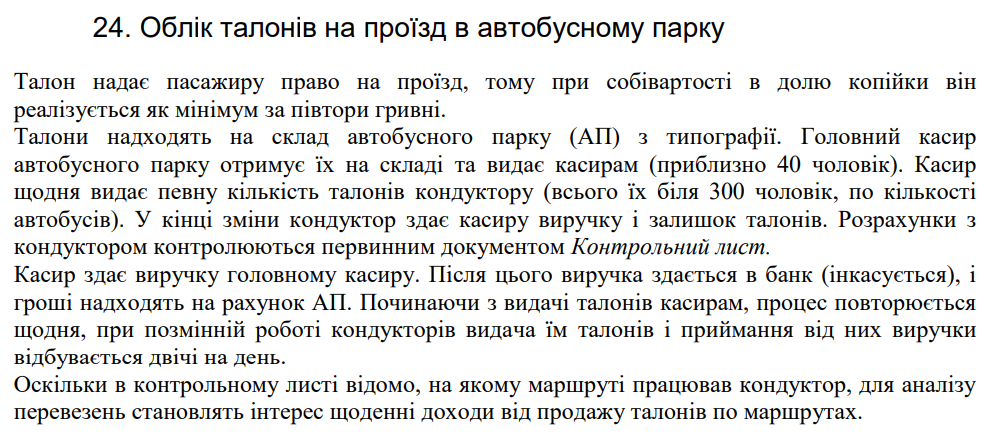 24. Облік талонів на проїзд в автобусному парку
Талон надає пасажиру право на проїзд, тому при собівартості в долю копійки він
реалізується як мінімум за півтори гривні.
Талони надходять на склад автобусного парку (АП) з типографії. Головний касир
автобусного парку отримує їх на складі та видає касирам (приблизно 40 чоловік). Касир
щодня видає певну кількість талонів кондуктору (всього їх біля 300 чоловік, по кількості
автобусів). У кінці зміни кондуктор здає касиру виручку і залишок талонів. Розрахунки з
кондуктором контролюються первинним документом Контрольний лист.
Касир здає виручку головному касиру. Після цього виручка здається в банк (інкасується), і
гроші надходять на рахунок АП. Починаючи з видачі талонів касирам, процес повторюється
щодня, при позмінній роботі кондукторів видача їм талонів і приймання від них виручки
відбувається двічі на день.
Оскільки в контрольному листі відомо, на якому маршруті працював кондуктор, для аналізу
перевезень становлять інтерес щоденні доходи від продажу талонів по маршрутах.